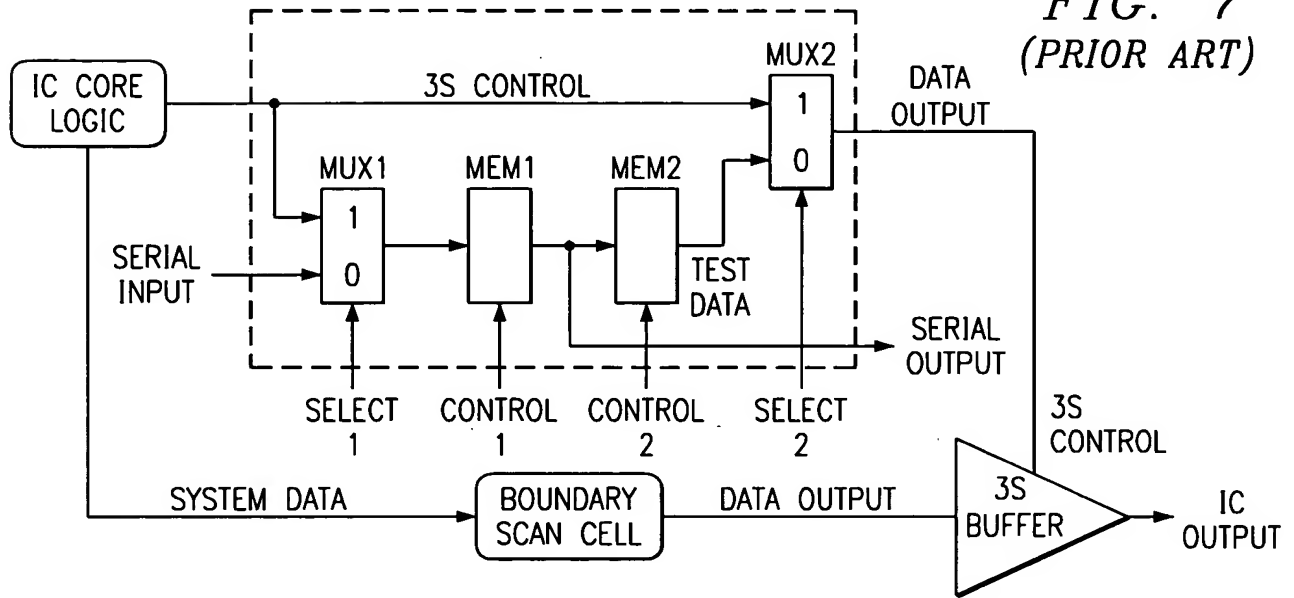 FIG. 7
(PRIOR ART)
MUX2
IC CORE
LOGIC
3S CONTROL
DATA
OUTPUT
1
0
MUX1
MEM1
MEM2
1
0
SERIAL
INPUT
TEST
DATA
SERIAL
OUTPUT
SELECT
1
CONTROL
1
CONTROL
2
SELECT
2
3S
CONTROL
SYSTEM DATA
BOUNDARY
SCAN CELL
DATA OUTPUT
3S
BUFFER
IC
OUTPUT